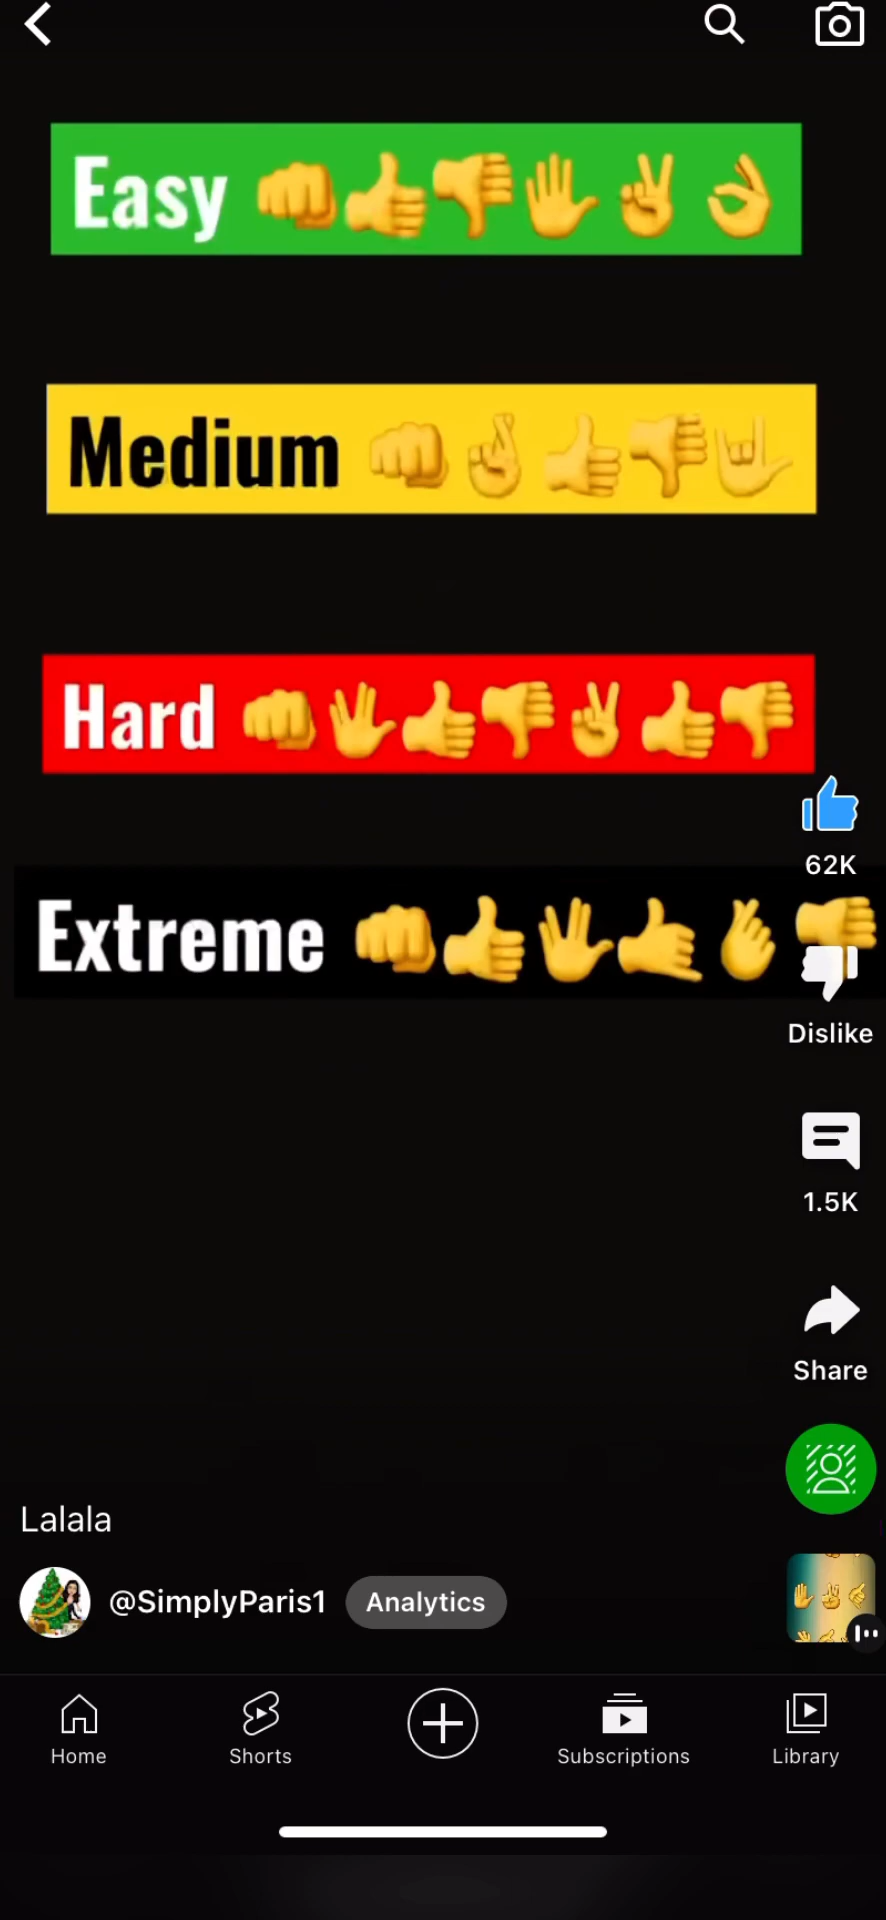 Easy 👊👍👎🖐✌👌
Medium 👊🤞👍👎🤟
Hard 👊🖖👍👎✌👍👎
62K
Extreme 👊👍🖖🤙🫰👎
Dislike
1.5K
Share
Lalala
@SimplyParis1 Analytics
Home Shorts Subscriptions Library